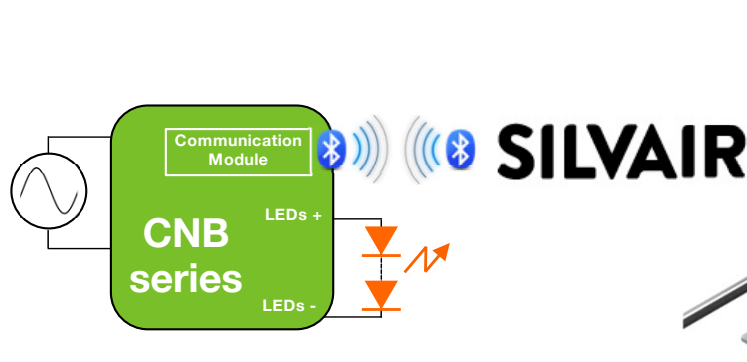 Communication
Module
SILVAIR
LEDs +
CNB
series
LEDs -